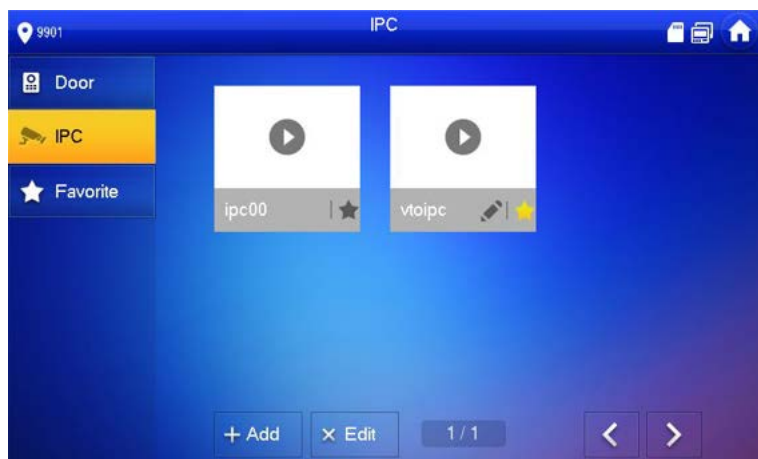 9901
IPC
Door
IPC
Favorite
ipc00
vtoipc
+ Add
× Edit
1 / 1